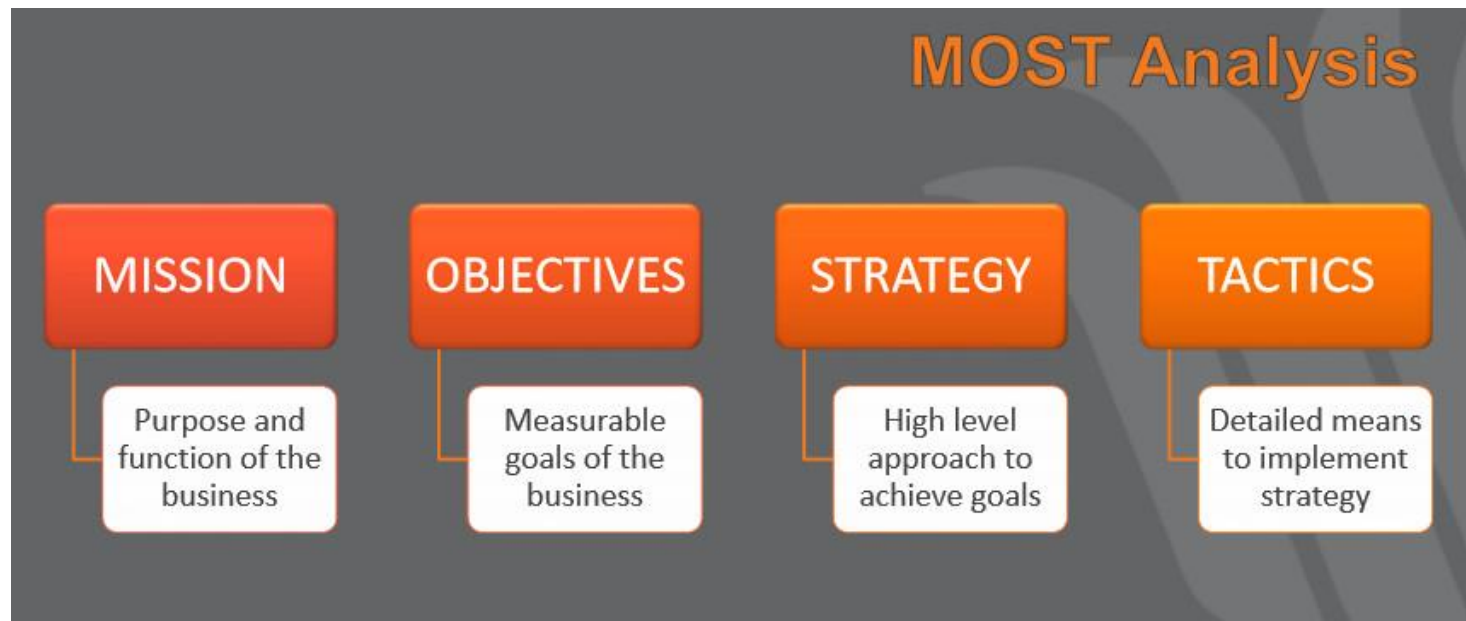 MOST Analysis
MISSION
Purpose and
function of the
business
OBJECTIVES
Measurable
goals of the
business
STRATEGY
High level
approach to
achieve goals
TACTICS
Detailed means
to implement
strategy